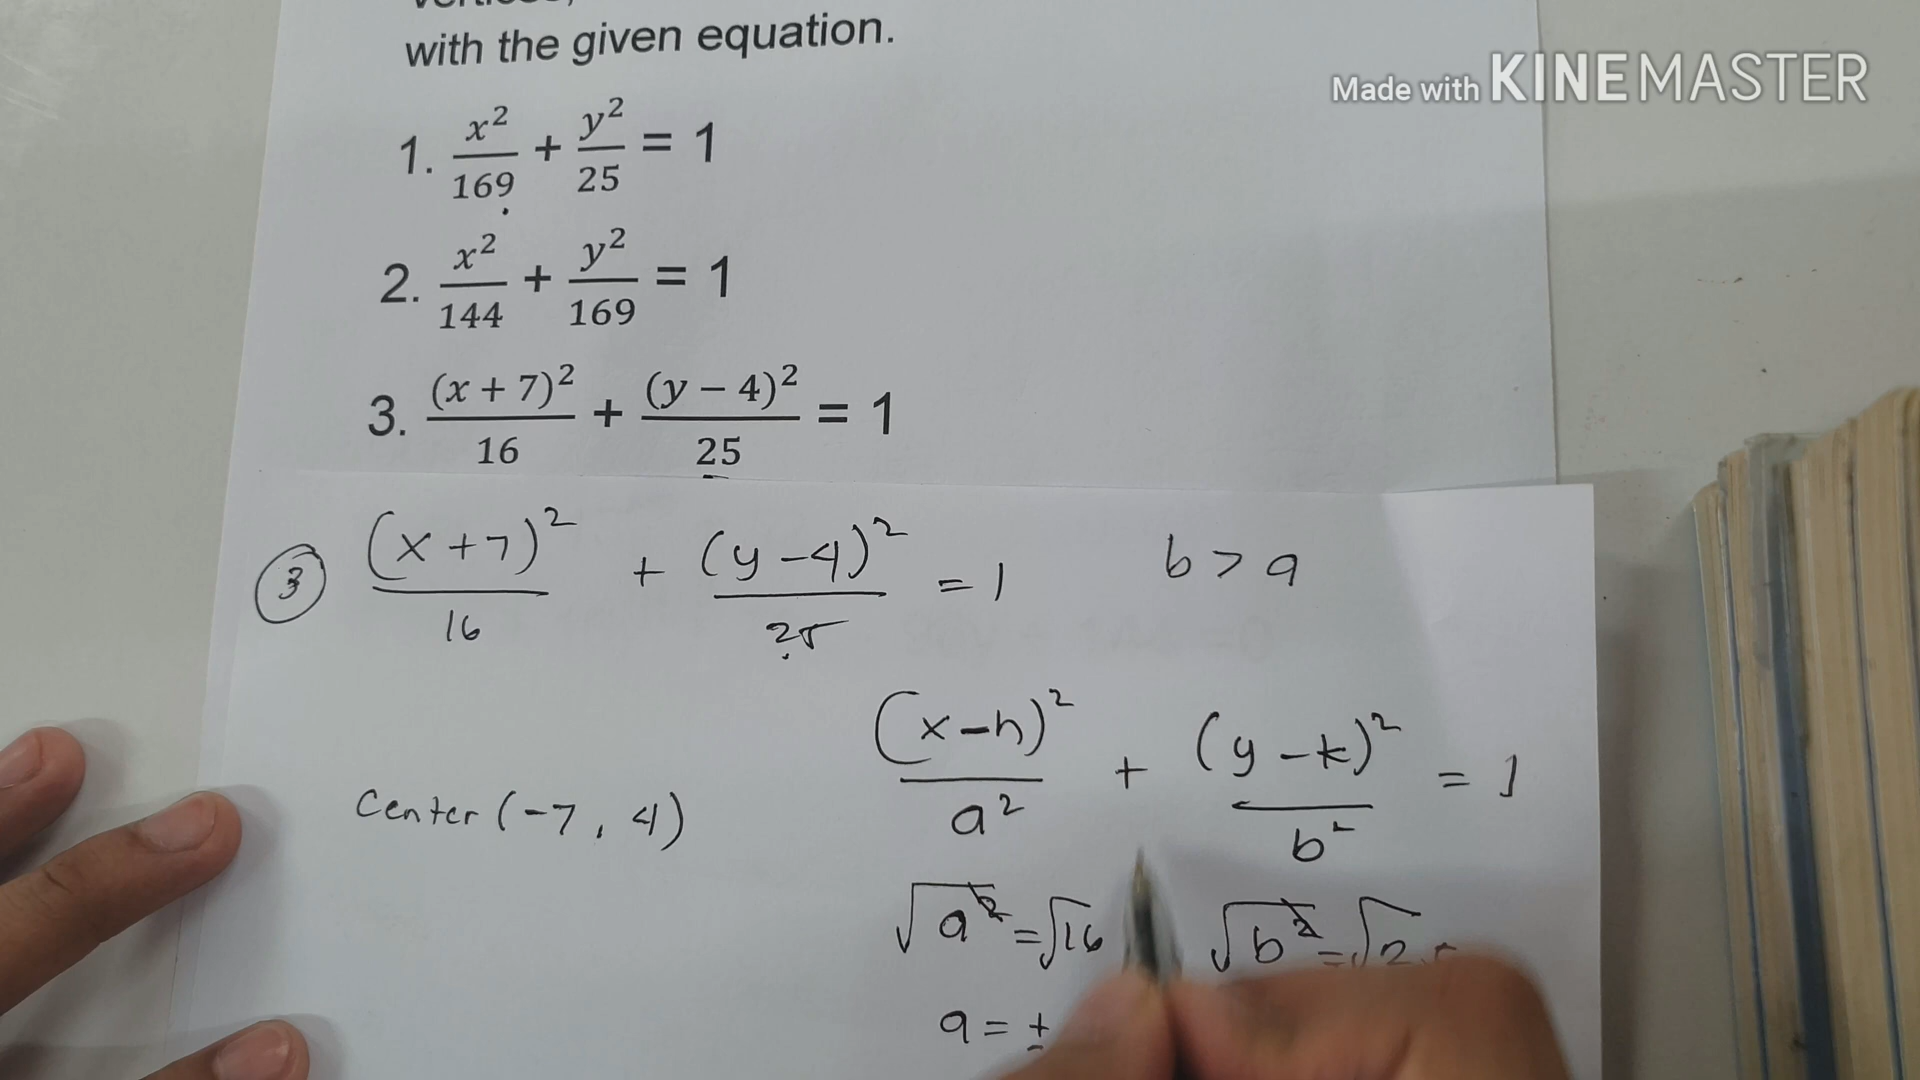 with the given equation.
Made with KINEMASTER
1. x²/169 + y²/25 = 1
2. x²/144 + y²/169 = 1
3. (x + 7)²/16 + (y − 4)²/25 = 1
③ (x+7)²/16 + (y−4)²/25 = 1
b > a
(x−h)²/a² + (y−k)²/b² = 1
Center (−7, 4)
√a² = √16 √b² = √25
a = ±